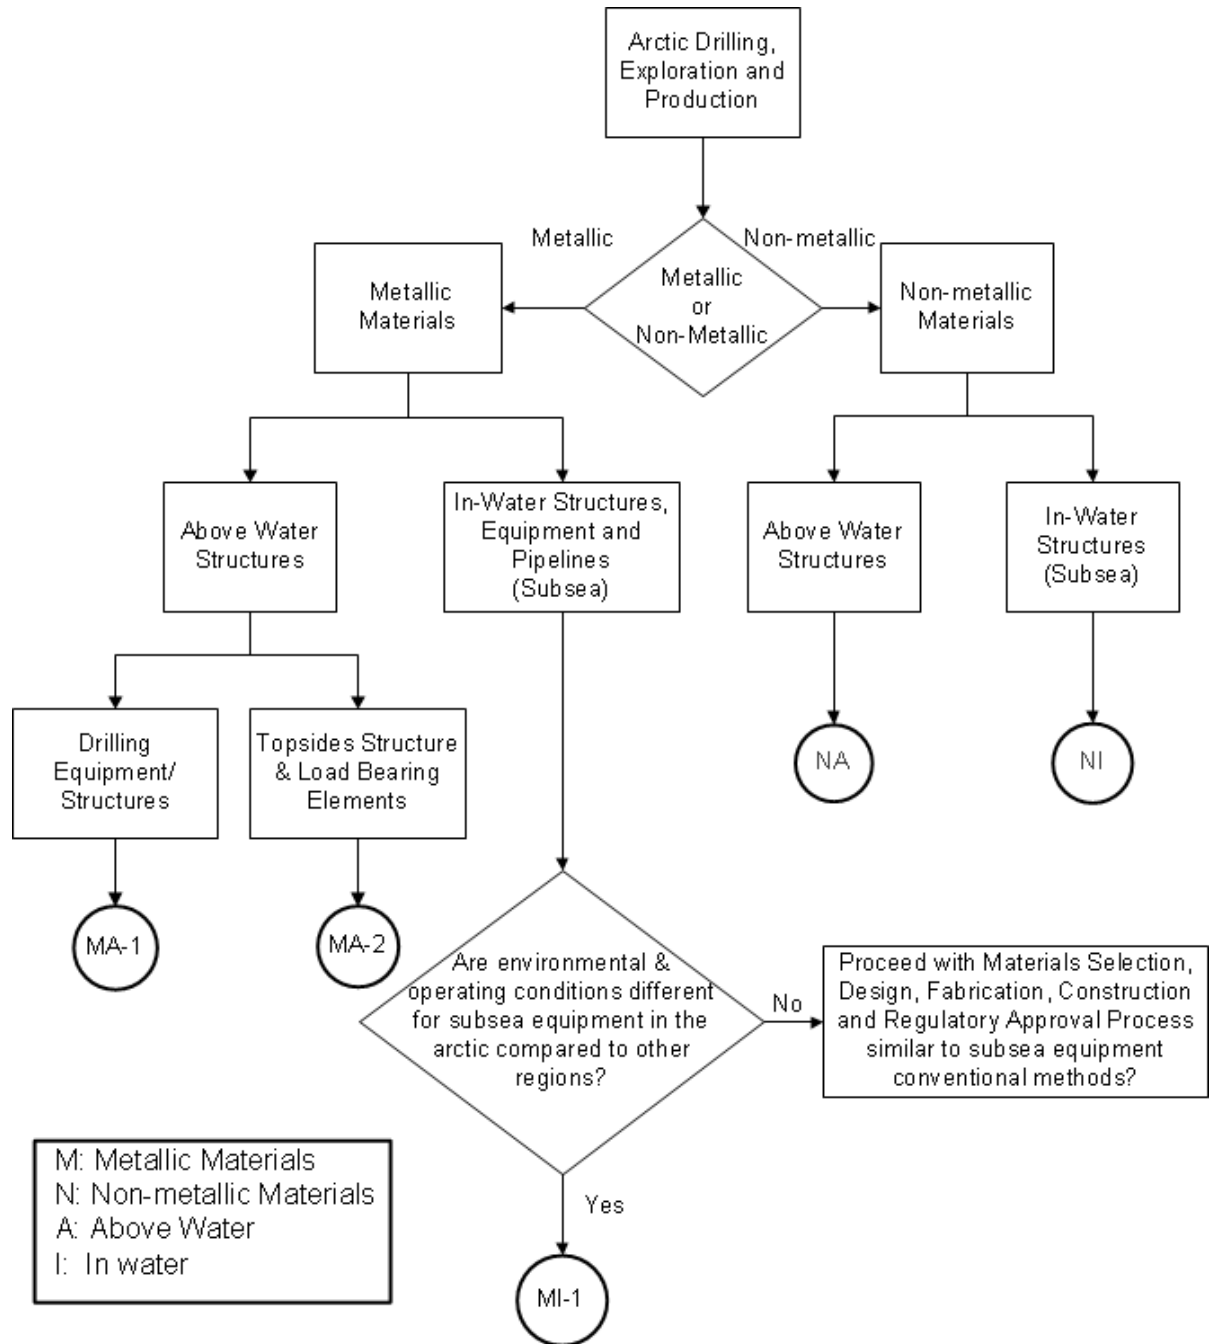 Arctic Drilling,
Exploration and
Production
Metallic
Non-metallic
Metallic
or
Non-Metallic
Metallic
Materials
Non-metallic
Materials
Above Water
Structures
In-Water Structures,
Equipment and
Pipelines
(Subsea)
Above Water
Structures
In-Water
Structures
(Subsea)
Drilling
Equipment/
Structures
Topsides Structure
& Load Bearing
Elements
NA
NI
MA-1
MA-2
Are environmental &
operating conditions different
for subsea equipment in the
arctic compared to other
regions?
No
Proceed with Materials Selection,
Design, Fabrication, Construction
and Regulatory Approval Process
similar to subsea equipment
conventional methods?
Yes
MI-1
M: Metallic Materials
N: Non-metallic Materials
A: Above Water
I: In water